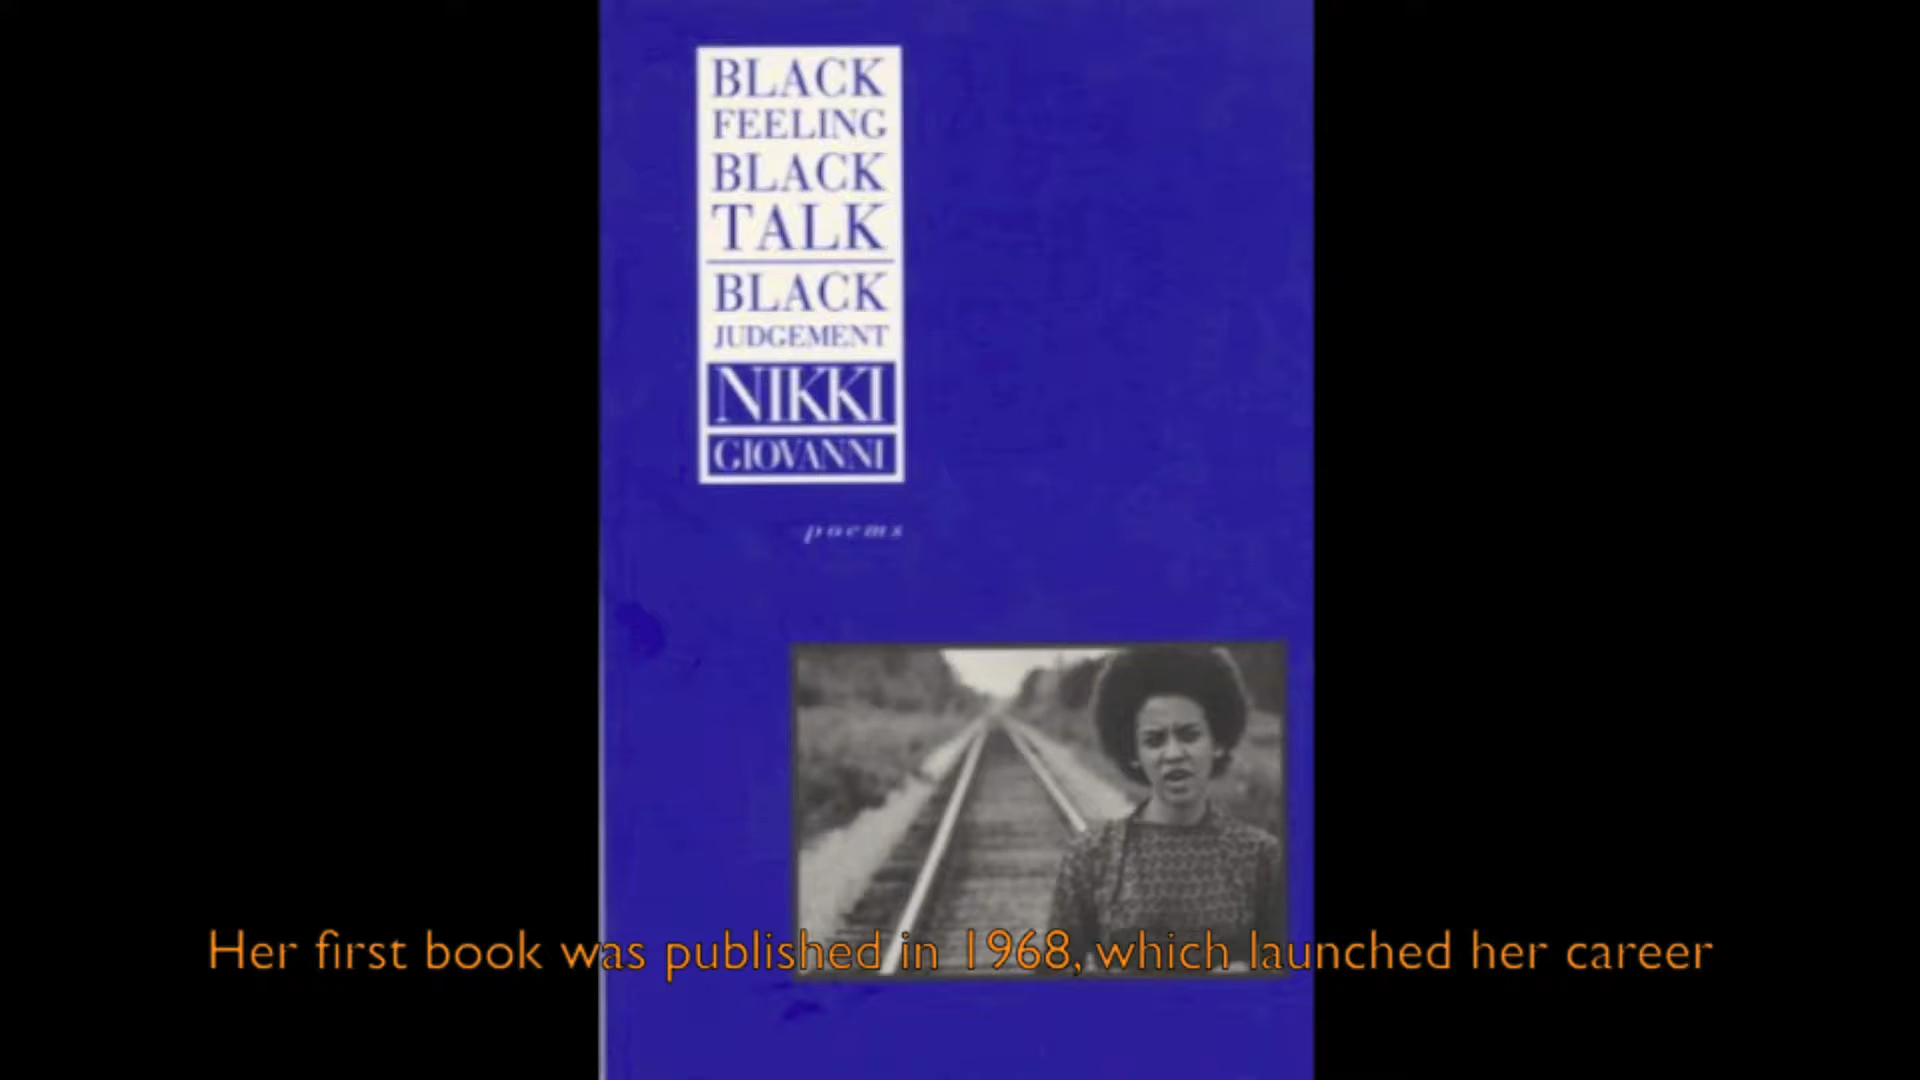 BLACK
FEELING
BLACK
TALK
BLACK
JUDGEMENT
NIKKI
GIOVANNI
poems
Her first book was published in 1968, which launched her career